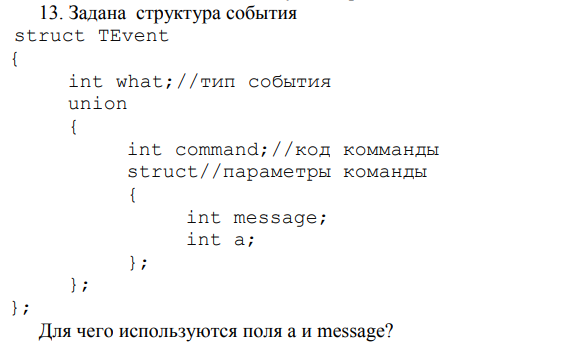 13. Задана структура события
struct TEvent
{
int what;//тип события
union
{
int command;//код комманды
struct//параметры команды
{
int message;
int a;
};
};
};
Для чего используются поля a и message?